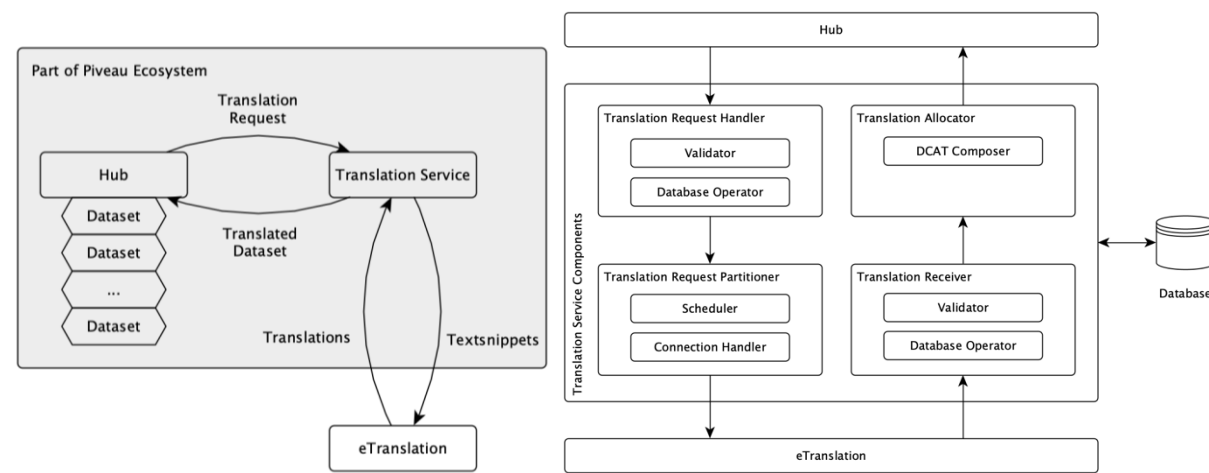 Part of Piveau Ecosystem
Translation
Request
Hub
Translation Service
Dataset
Dataset
...
Dataset
Translated
Dataset
Translations
Textsnippets
eTranslation
Hub
Translation Service Components
Translation Request Handler
Validator
Database Operator
Translation Request Partitioner
Scheduler
Connection Handler
Translation Allocator
DCAT Composer
Translation Receiver
Validator
Database Operator
Database
eTranslation